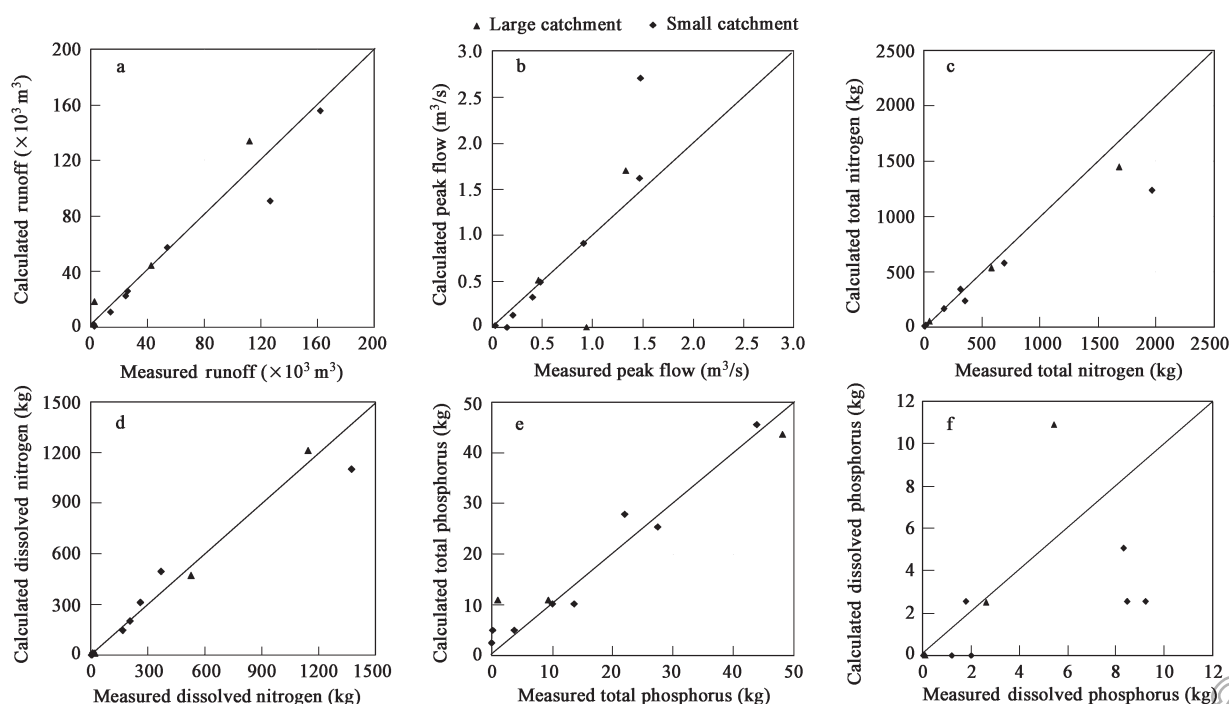 ▲ Large catchment ◆ Small catchment
a
200
160
120
80
40
0
Calculated runoff (×10³ m³)
0 40 80 120 160 200
Measured runoff (×10³ m³)
b
3.0
2.5
2.0
1.5
1.0
0.5
0
Calculated peak flow (m³/s)
0 0.5 1.0 1.5 2.0 2.5 3.0
Measured peak flow (m³/s)
c
2500
2000
1500
1000
500
0
Calculated total nitrogen (kg)
0 500 1000 1500 2000 2500
Measured total nitrogen (kg)
d
1500
1200
900
600
300
0
Calculated dissolved nitrogen (kg)
0 300 600 900 1200 1500
Measured dissolved nitrogen (kg)
e
50
40
30
20
10
0
Calculated total phosphorus (kg)
0 10 20 30 40 50
Measured total phosphorus (kg)
f
12
10
8
6
4
2
0
Calculated dissolved phosphorus (kg)
0 2 4 6 8 10 12
Measured dissolved phosphorus (kg)